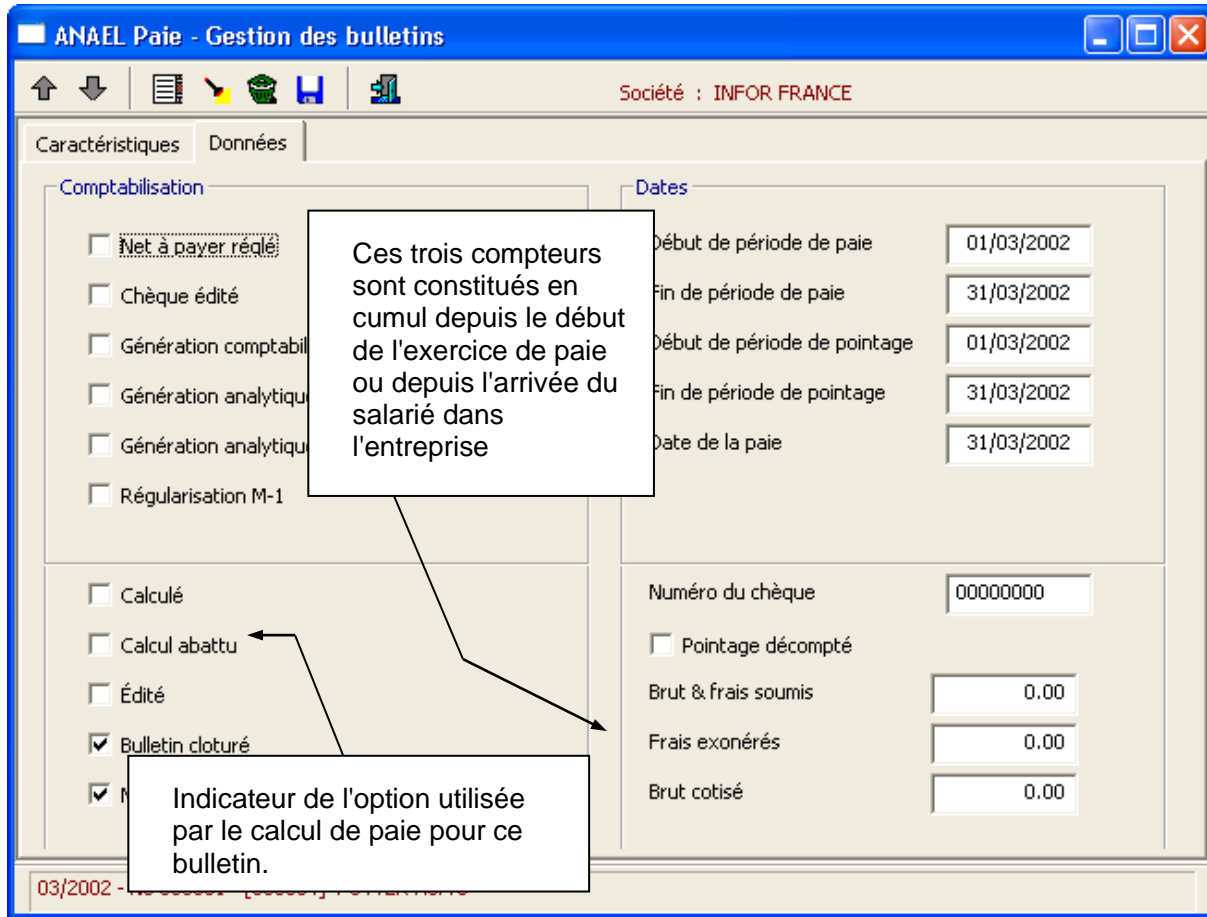 ANAEL Paie - Gestion des bulletins
Société : INFOR FRANCE
Caractéristiques Données
Comptabilisation
Net à payer réglé
Chèque édité
Génération
Génération
Génération
Régularisation M-1
Ces trois compteurs
sont constitués en
cumul depuis le début
de l'exercice de paie
ou depuis l'arrivée du
salarié dans
l'entreprise
Dates
Début de période de paie 01/03/2002
Fin de période de paie 31/03/2002
Début de période de pointage 01/03/2002
Fin de période de pointage 31/03/2002
Date de la paie 31/03/2002
Calculé
Calcul abattu
Édité
Bulletin cloturé
Indicateur de l'option utilisée
par le calcul de paie pour ce
bulletin.
Numéro du chèque 00000000
Pointage décompté
Brut & frais soumis 0.00
Frais exonérés 0.00
Brut cotisé 0.00
03/2002 -